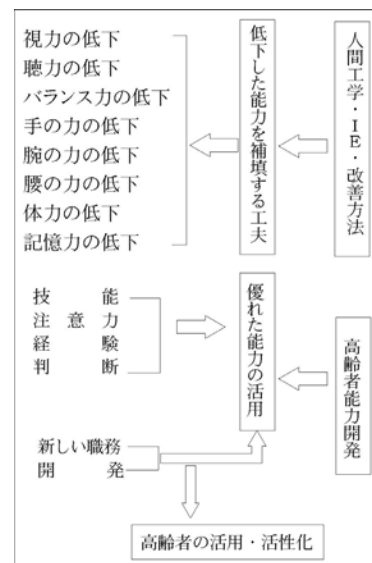 視力の低下
聴力の低下
バランス力の低下
手の力の低下
腕の力の低下
腰の力の低下
体力の低下
記憶力の低下
低下した能力を補填する工夫
人間工学・IE・改善方法
技能
注意力
経験
判断
優れた能力の活用
高齢者能力開発
新しい職務
開発
高齢者の活用・活性化